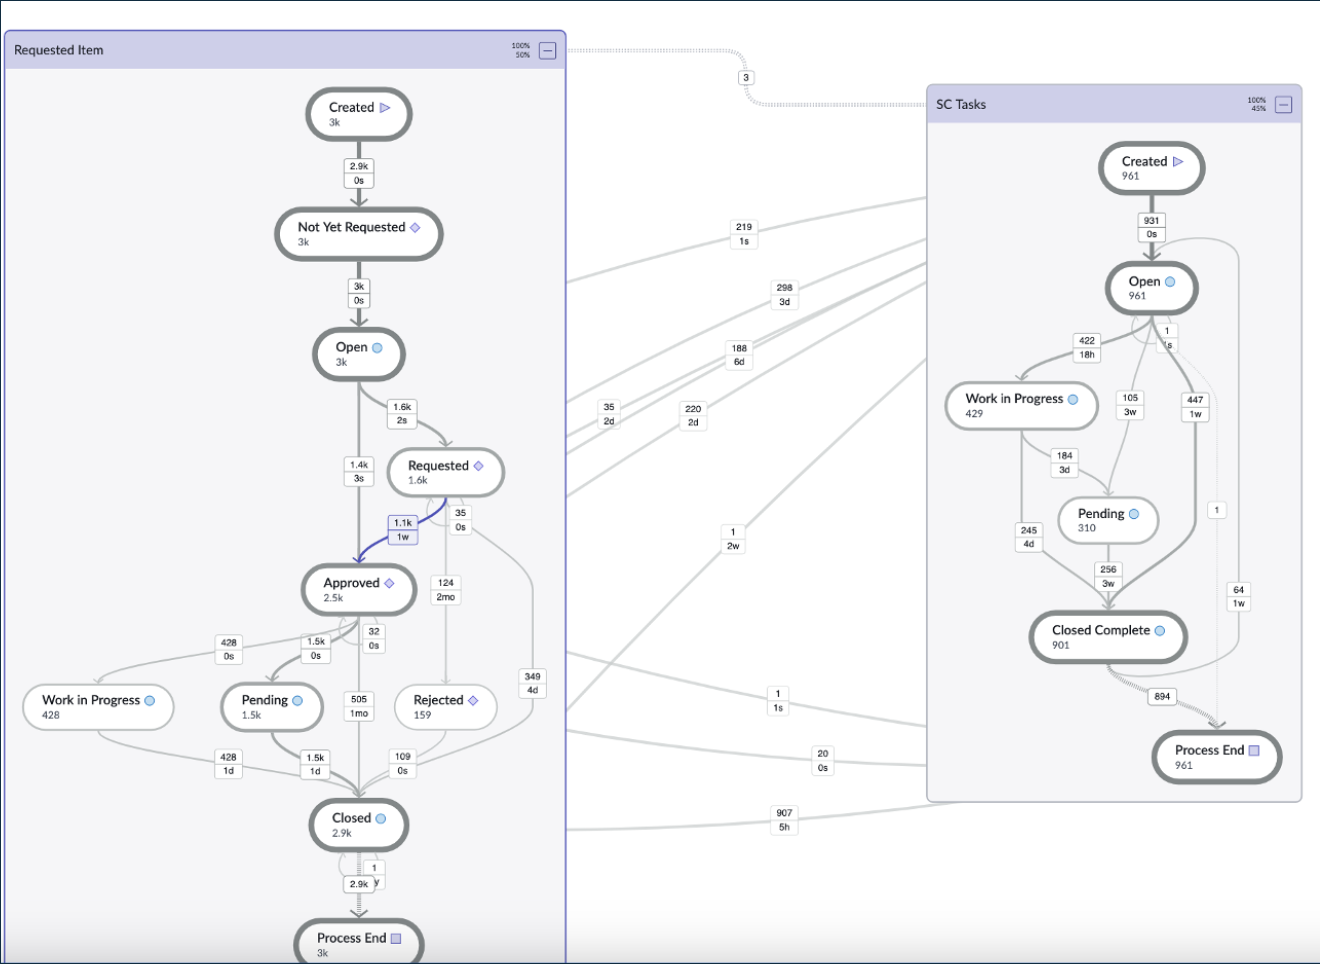 Requested Item
100%
50%
Created
3k
2.9k
0s
Not Yet Requested
3k
3k
0s
Open
3k
1.6k
2s
1.4k
3s
Requested
1.6k
35
0s
1.1k
1w
Approved
2.5k
124
2mo
32
0s
428
0s
1.5k
0s
349
4d
Work in Progress
428
Pending
1.5k
505
1mo
Rejected
159
428
1d
1.5k
1d
109
0s
Closed
2.9k
1
y
2.9k
Process End
3k
3
219
1s
298
3d
188
6d
35
2d
220
2d
1
2w
1
1s
20
0s
907
5h
SC Tasks
100%
45%
Created
961
931
0s
Open
961
1
s
422
18h
Work in Progress
429
105
3w
447
1w
184
3d
Pending
310
1
245
4d
256
3w
64
1w
Closed Complete
901
894
Process End
961